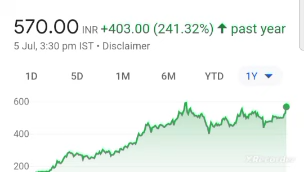 570.00 INR +403.00 (241.32%) ↑ past year
5 Jul, 3:30 pm IST • Disclaimer
1D 5D 1M 6M YTD 1Y
600
400
200